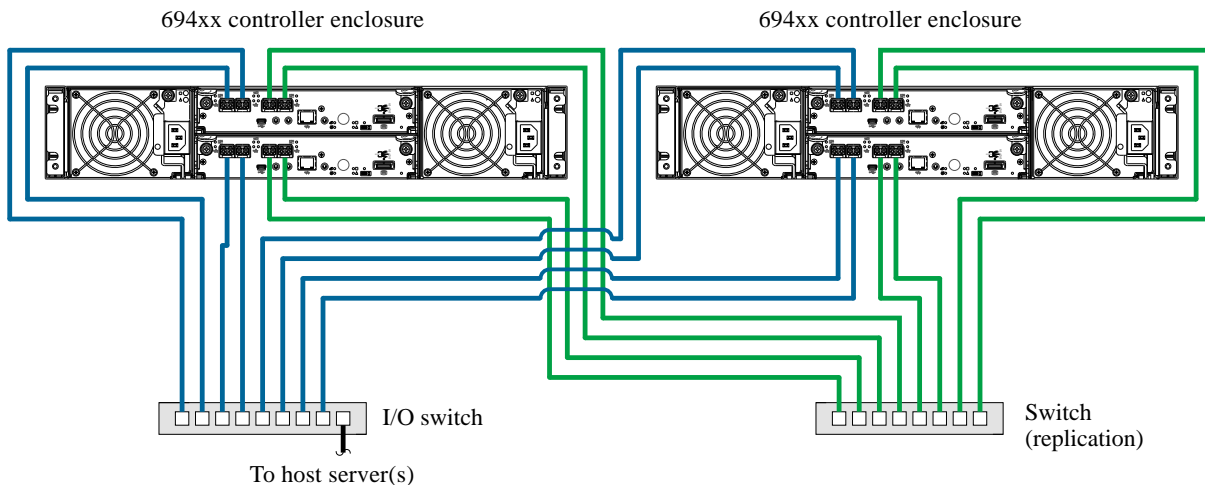 694xx controller enclosure
694xx controller enclosure
I/O switch
To host server(s)
Switch
(replication)